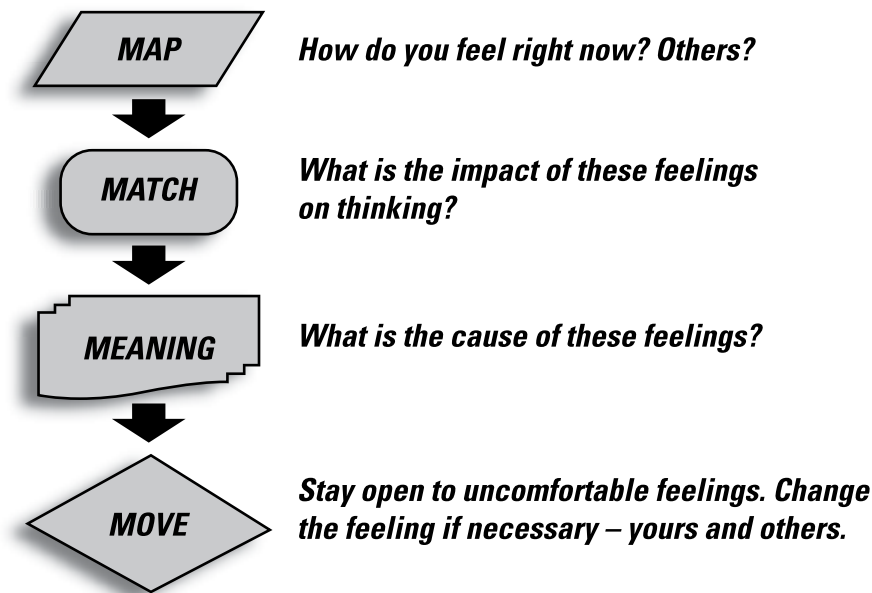 MAP
How do you feel right now? Others?
MATCH
What is the impact of these feelings
on thinking?
MEANING
What is the cause of these feelings?
MOVE
Stay open to uncomfortable feelings. Change
the feeling if necessary – yours and others.